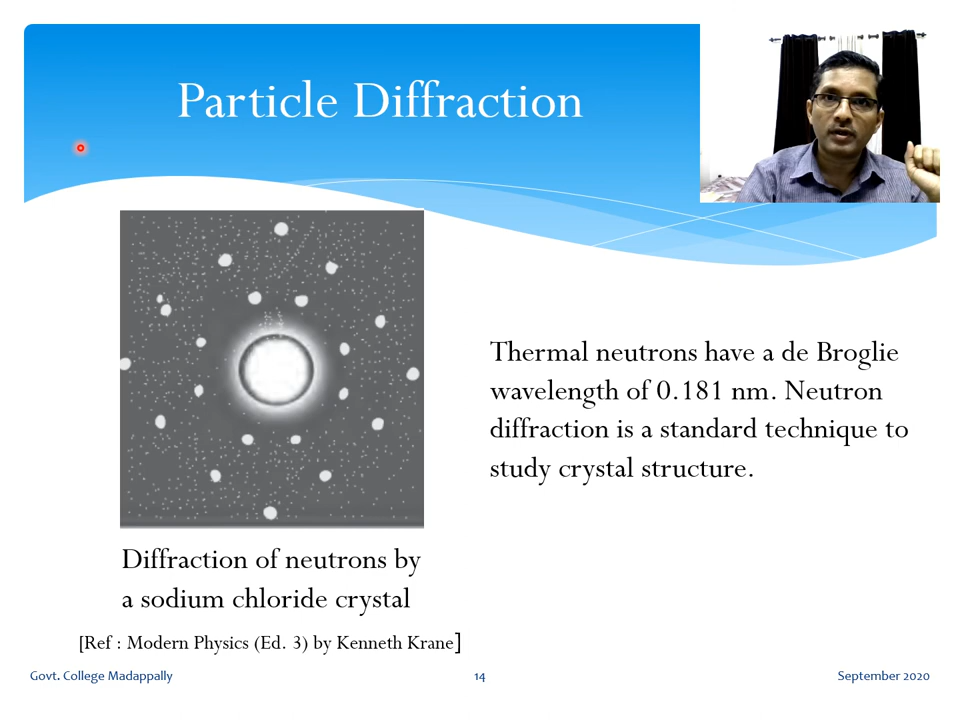 Particle Diffraction
Thermal neutrons have a de Broglie
wavelength of 0.181 nm. Neutron
diffraction is a standard technique to
study crystal structure.
Diffraction of neutrons by
a sodium chloride crystal
[Ref : Modern Physics (Ed. 3) by Kenneth Krane]
Govt. College Madappally
14
September 2020